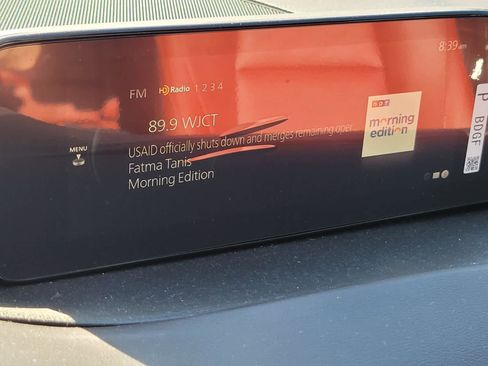 8:39 am
FM HD Radio 1 2 3 4
npr
morning
edition
89.9 WJCT
MENU
USAID officially shuts down and merges remaining oper
Fatma Tanis
Morning Edition
P
BDGF